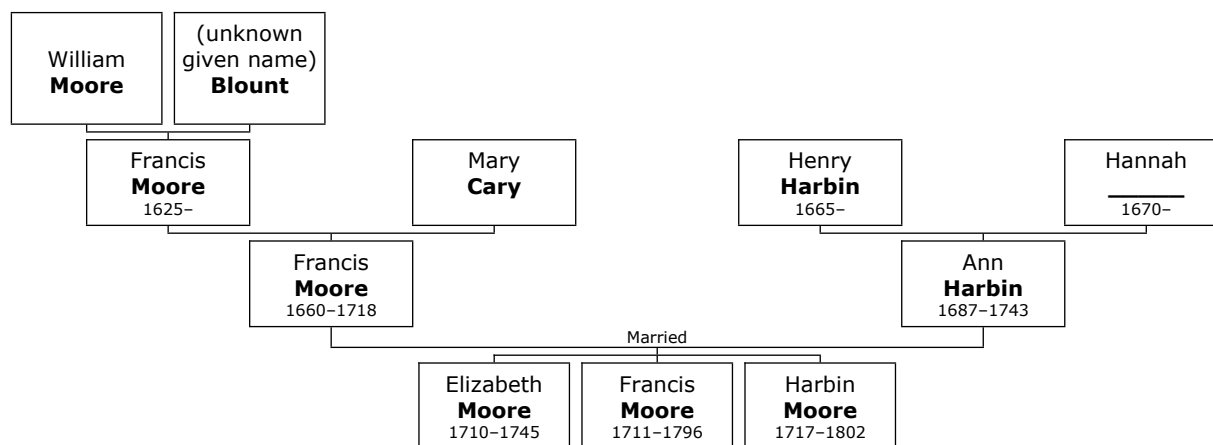 William
Moore
(unknown
given name)
Blount
Francis
Moore
1625–
Mary
Cary
Henry
Harbin
1665–
Hannah
_______
1670–
Francis
Moore
1660–1718
Ann
Harbin
1687–1743
Married
Elizabeth
Moore
1710–1745
Francis
Moore
1711–1796
Harbin
Moore
1717–1802